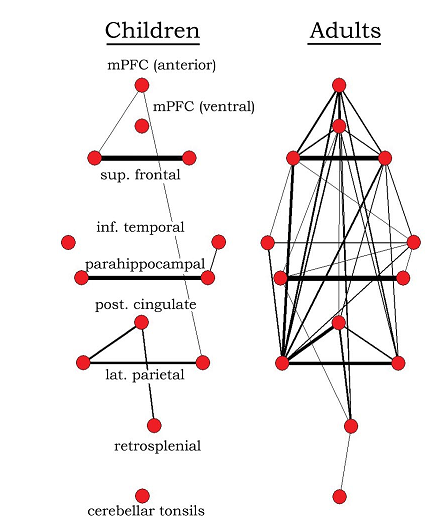 Children
Adults
mPFC (anterior)
mPFC (ventral)
sup. frontal
inf. temporal
parahippocampal
post. cingulate
lat. parietal
retrosplenial
cerebellar tonsils